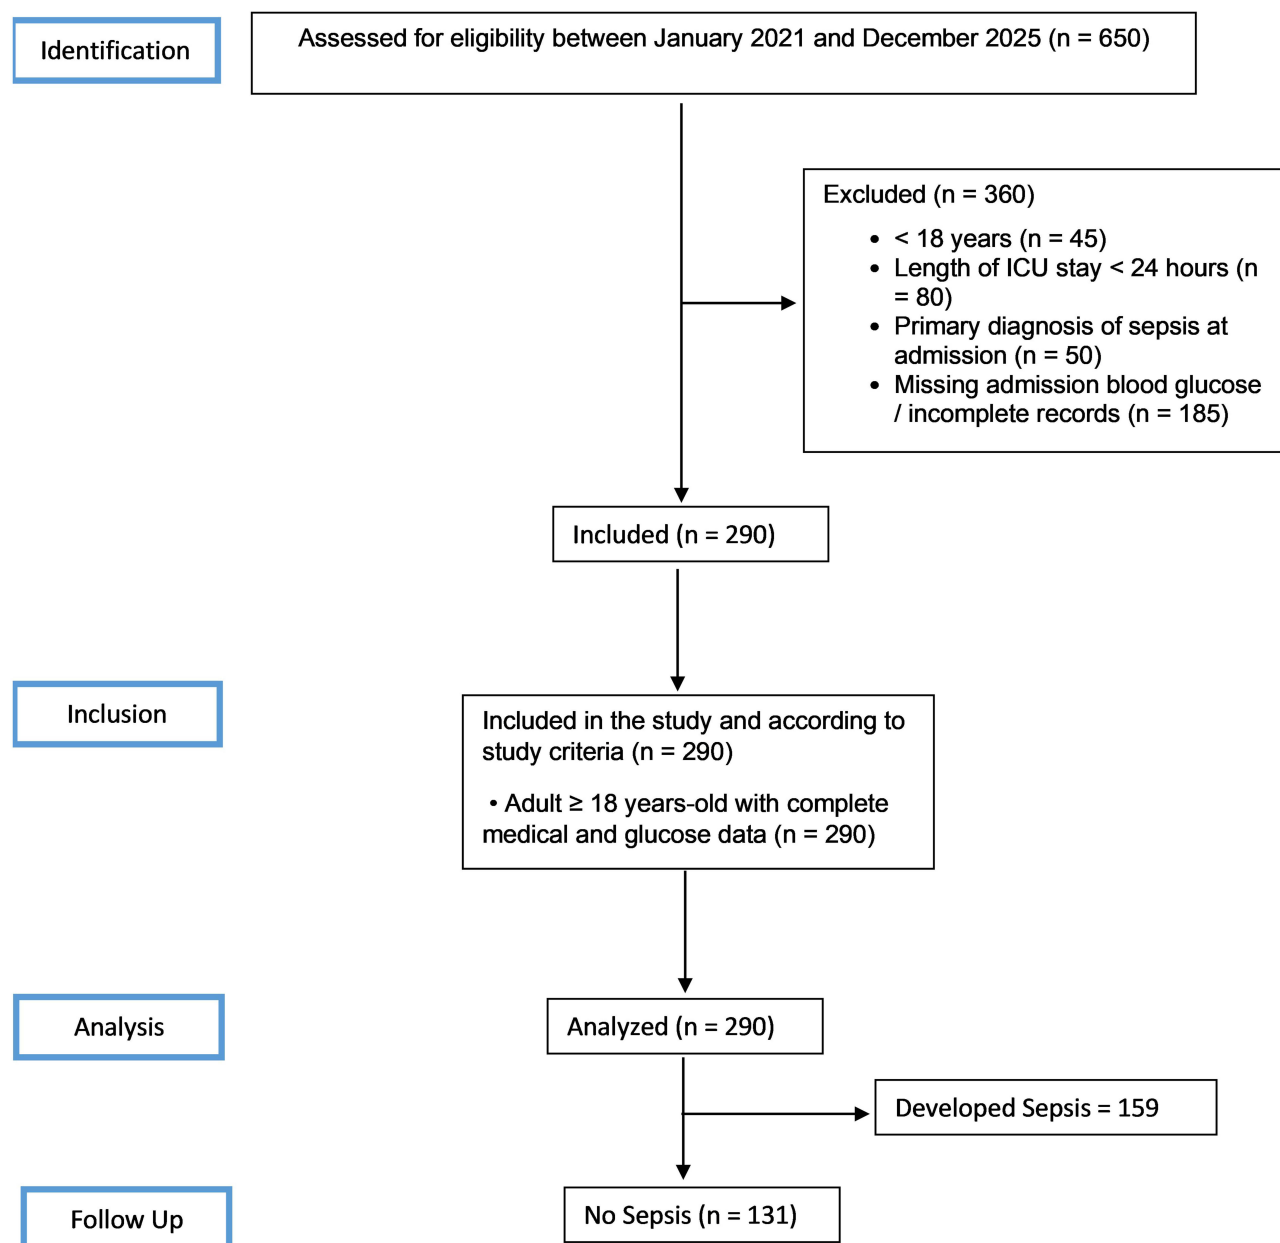 Identification
Assessed for eligibility between January 2021 and December 2025 (n = 650)
Excluded (n = 360)
• < 18 years (n = 45)
• Length of ICU stay < 24 hours (n
= 80)
• Primary diagnosis of sepsis at
admission (n = 50)
• Missing admission blood glucose
/ incomplete records (n = 185)
Included (n = 290)
Inclusion
Included in the study and according to
study criteria (n = 290)
• Adult ≥ 18 years-old with complete
medical and glucose data (n = 290)
Analysis
Analyzed (n = 290)
Developed Sepsis = 159
Follow Up
No Sepsis (n = 131)